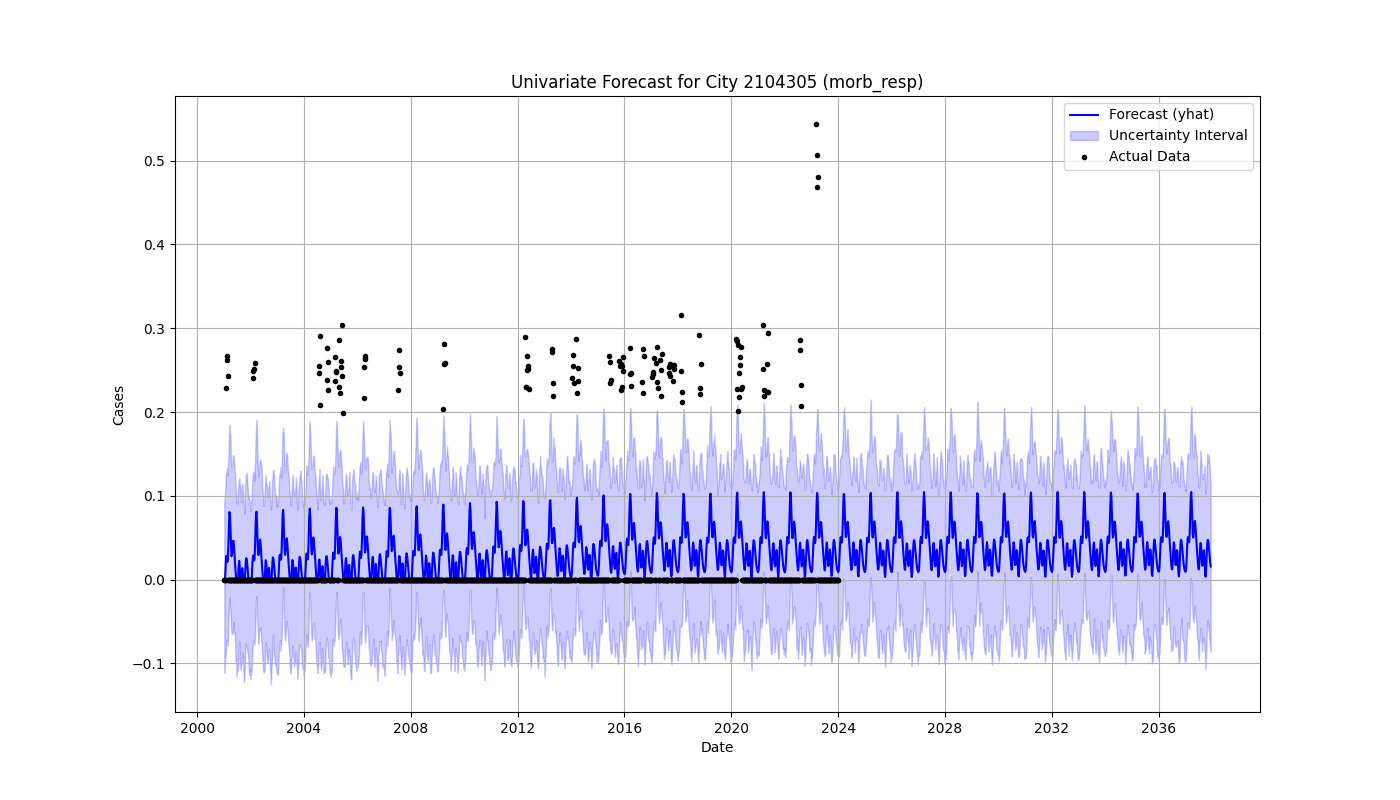 Univariate Forecast for City 2104305 (morb_resp)
Forecast (yhat)
Uncertainty Interval
Actual Data
Cases
0.5
0.4
0.3
0.2
0.1
0.0
−0.1
2000 2004 2008 2012 2016 2020 2024 2028 2032 2036
Date